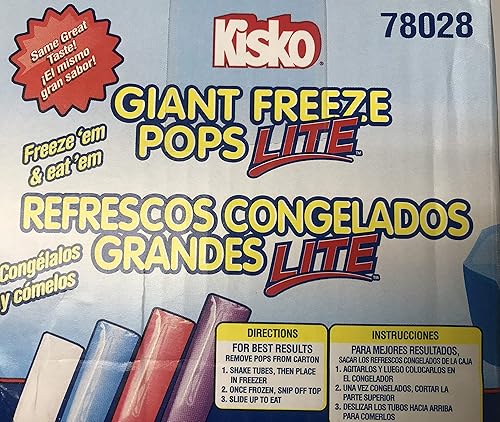 Kisko
78028
Same Great
Taste!
¡El mismo
gran sabor!
GIANT FREEZE
POPS LITE™
Freeze 'em
& eat 'em
REFRESCOS CONGELADOS
GRANDES LITE™
Congélalos
y cómelos
DIRECTIONS
FOR BEST RESULTS
REMOVE POPS FROM CARTON
1. SHAKE TUBES, THEN PLACE
IN FREEZER
2. ONCE FROZEN, SNIP OFF TOP
3. SLIDE UP TO EAT
INSTRUCCIONES
PARA MEJORES RESULTADOS,
SACAR LOS REFRESCOS CONGELADOS DE LA CAJA
1. AGITARLOS Y LUEGO COLOCARLOS EN
EL CONGELADOR
2. UNA VEZ CONGELADOS, CORTAR LA
PARTE SUPERIOR
3. DESLIZAR LOS TUBOS HACIA ARRIBA
PARA COMERLOS